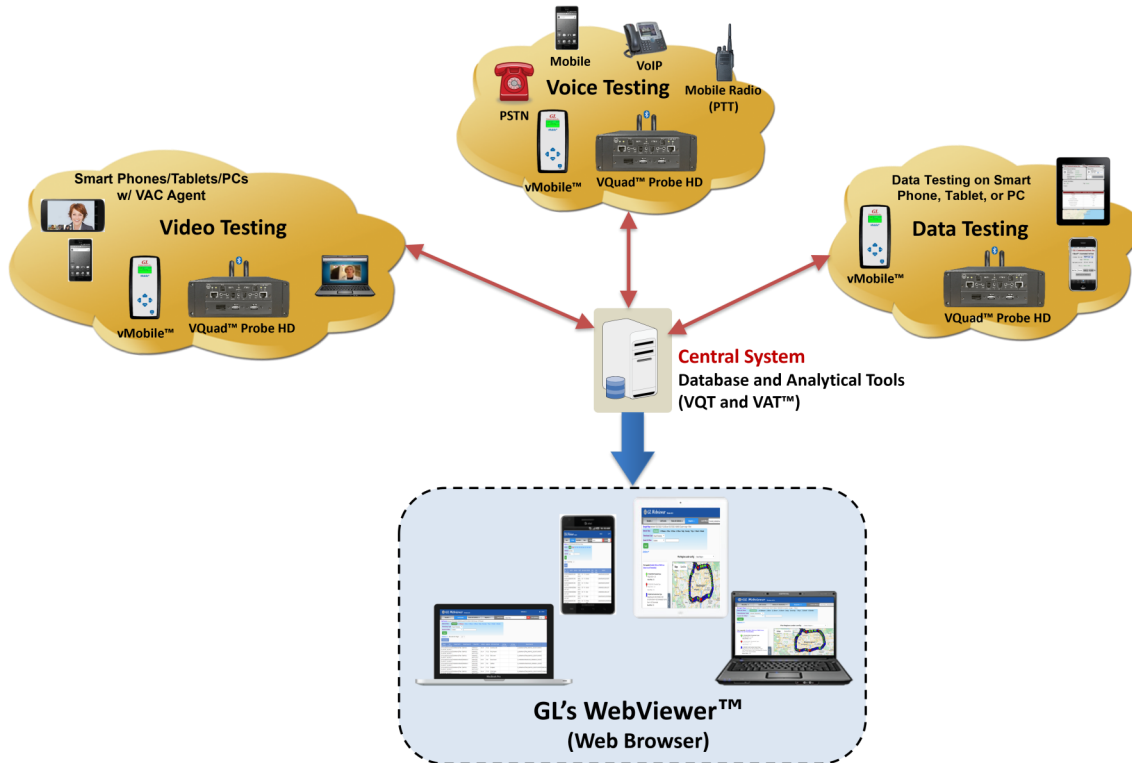 Mobile
VoIP
Mobile Radio
(PTT)
PSTN
Voice Testing
vMobile™
VQuad™ Probe HD
Smart Phones/Tablets/PCs
w/ VAC Agent
Video Testing
vMobile™
VQuad™ Probe HD
Data Testing on Smart
Phone, Tablet, or PC
Data Testing
vMobile™
VQuad™ Probe HD
Central System
Database and Analytical Tools
(VQT and VAT™)
GL's WebViewer™
(Web Browser)